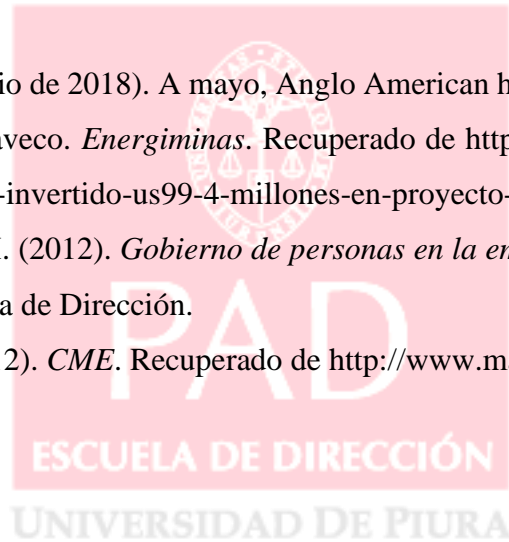 io de 2018). A mayo, Anglo American h
aveco. Energiminas. Recuperado de http
-invertido-us99-4-millones-en-proyecto-
. (2012). Gobierno de personas en la en
a de Dirección.
2). CME. Recuperado de http://www.m
PAD
ESCUELA DE DIRECCIÓN
UNIVERSIDAD DE PIURA